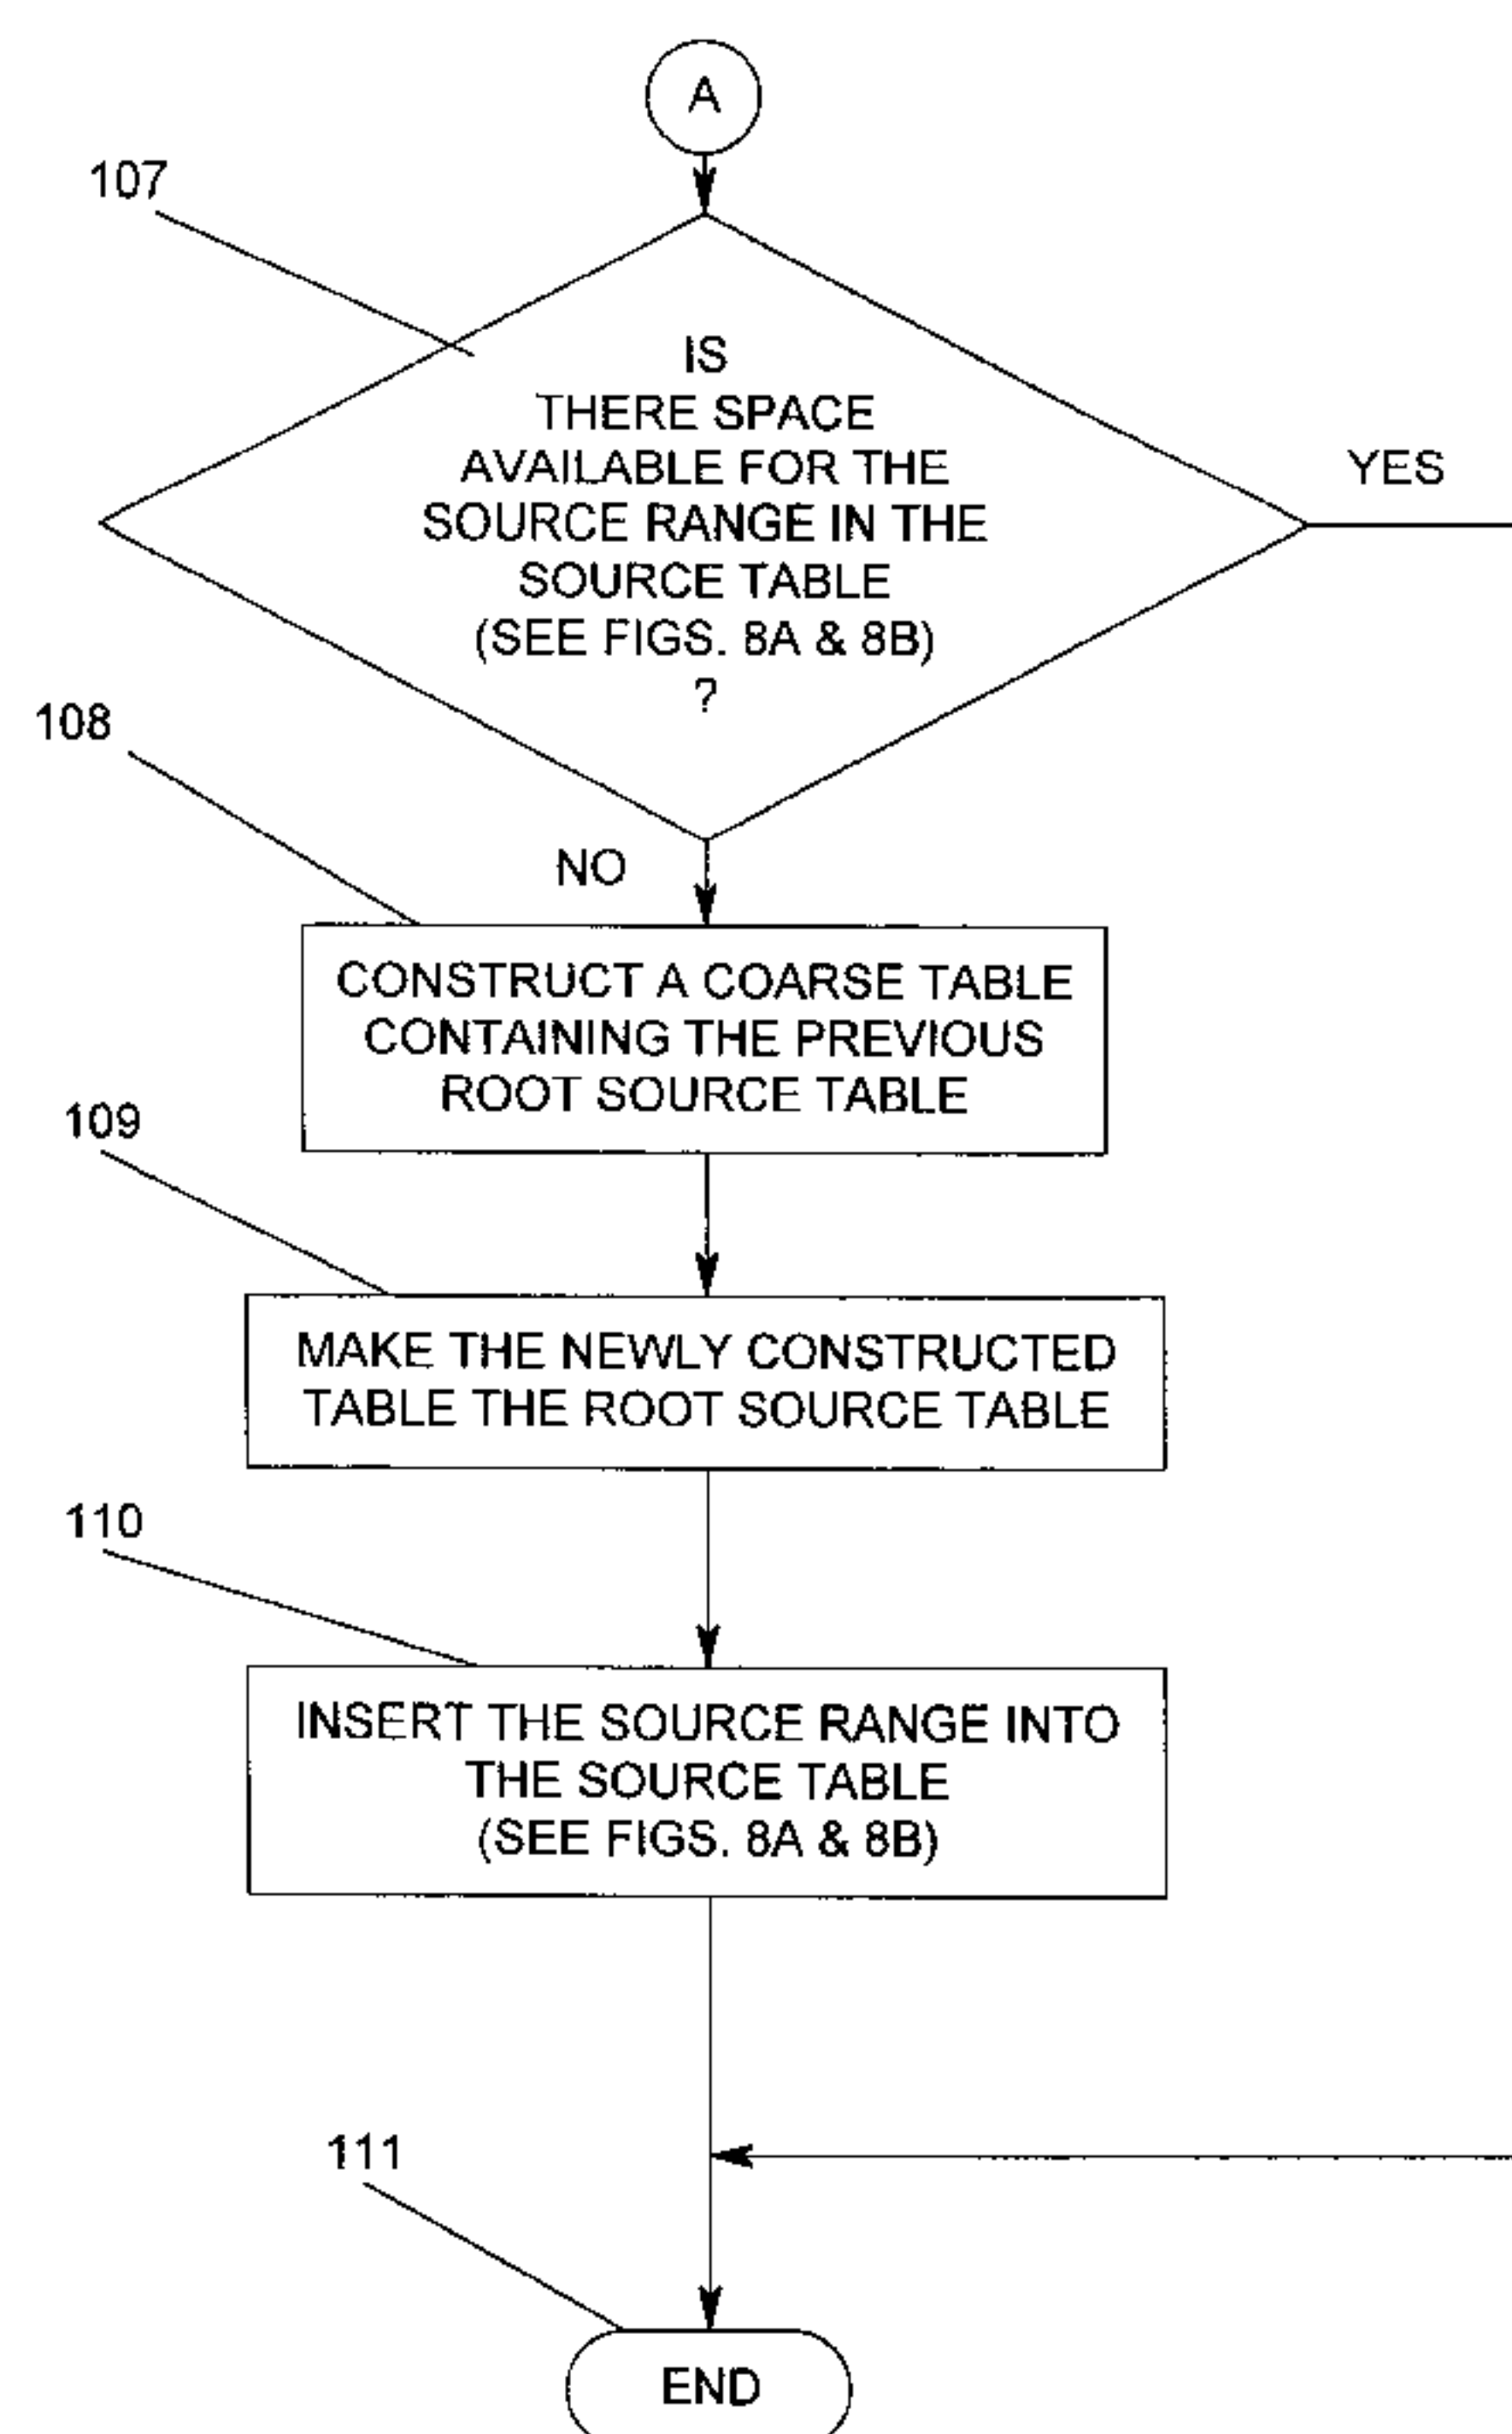 A
107
IS
THERE SPACE
AVAILABLE FOR THE
SOURCE RANGE IN THE
SOURCE TABLE
(SEE FIGS. 8A & 8B)
?
YES
108
NO
CONSTRUCT A COARSE TABLE
CONTAINING THE PREVIOUS
ROOT SOURCE TABLE
109
MAKE THE NEWLY CONSTRUCTED
TABLE THE ROOT SOURCE TABLE
110
INSERT THE SOURCE RANGE INTO
THE SOURCE TABLE
(SEE FIGS. 8A & 8B)
111
END